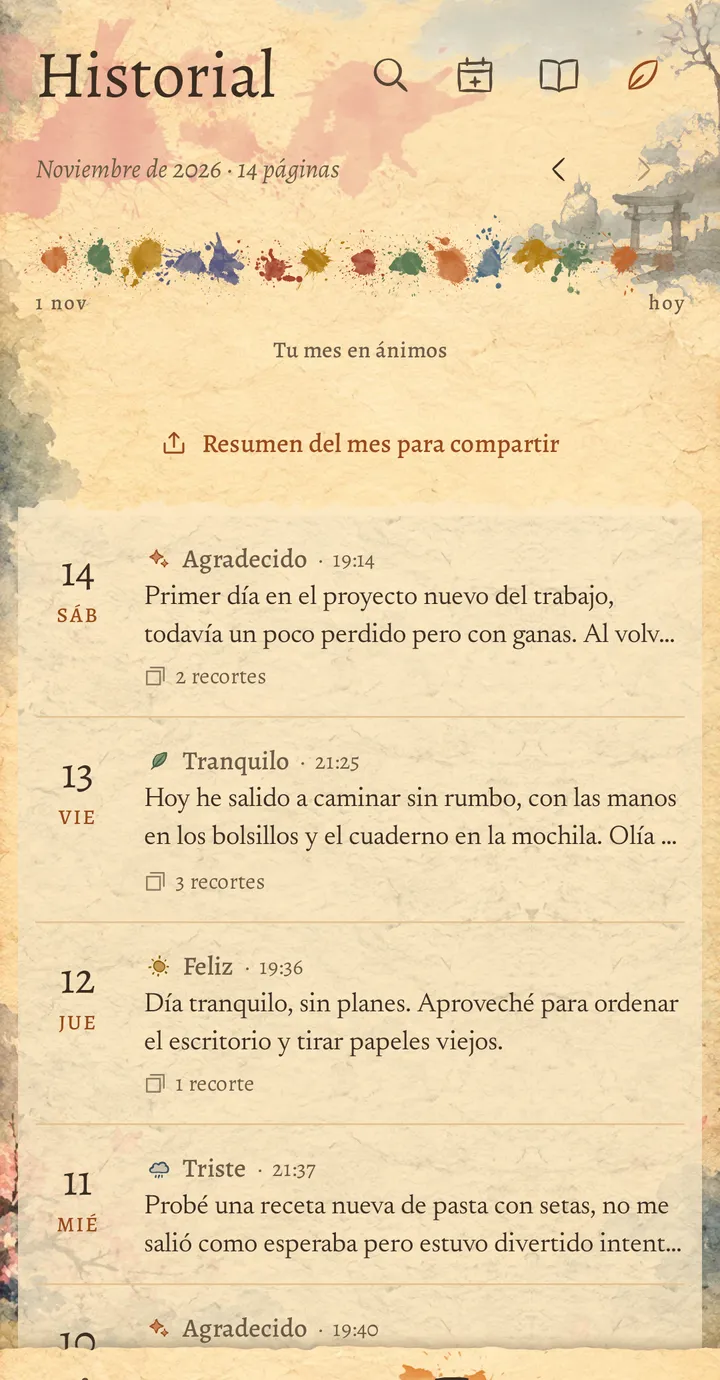 Historial
Noviembre de 2026 · 14 páginas
1 nov
hoy
Tu mes en ánimos
Resumen del mes para compartir
14
SÁB
Agradecido · 19:14
Primer día en el proyecto nuevo del trabajo,
todavía un poco perdido pero con ganas. Al volv...
2 recortes
13
VIE
Tranquilo · 21:25
Hoy he salido a caminar sin rumbo, con las manos
en los bolsillos y el cuaderno en la mochila. Olía ...
3 recortes
12
JUE
Feliz · 19:36
Día tranquilo, sin planes. Aproveché para ordenar
el escritorio y tirar papeles viejos.
1 recorte
11
MIÉ
Triste · 21:37
Probé una receta nueva de pasta con setas, no me
salió como esperaba pero estuvo divertido intent...
10
Agradecido · 19:40